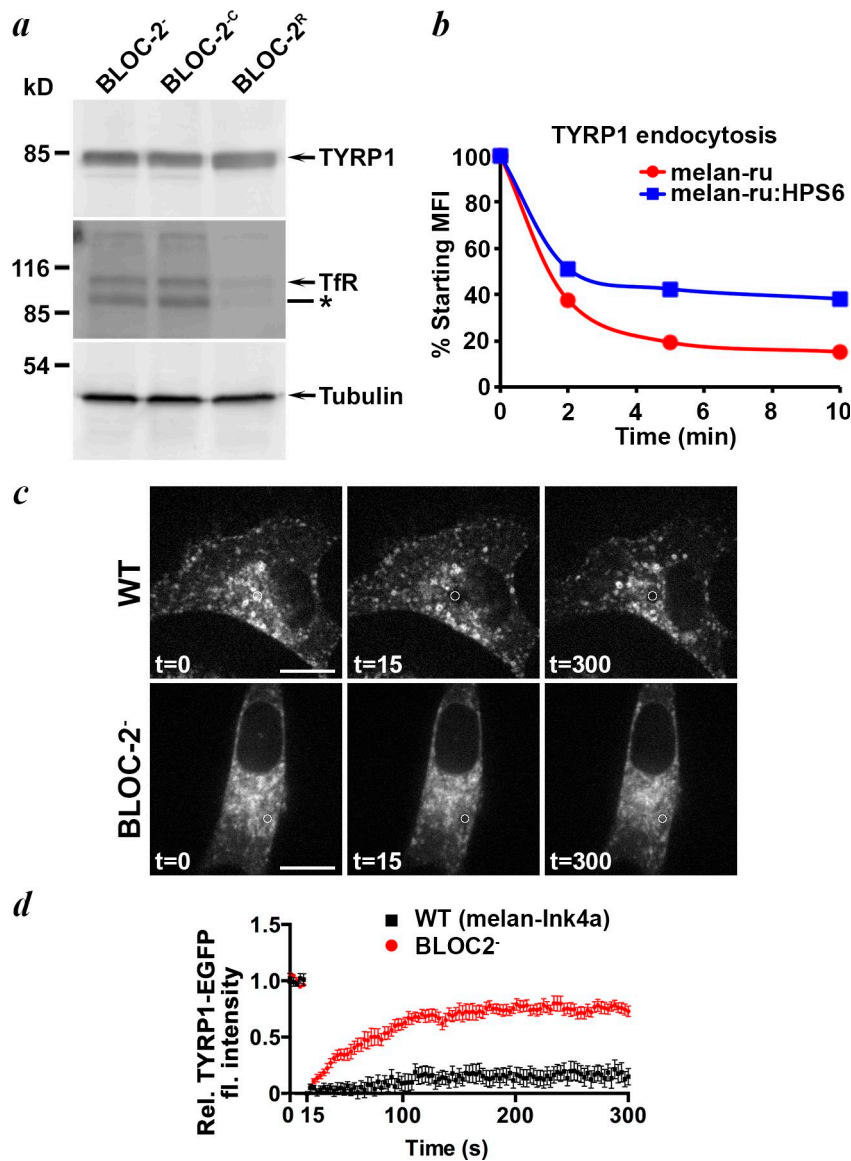 a
BLOC-2-
BLOC-2-C
BLOC-2R
kD
85
TYRP1
116
TfR
85
*
54
Tubulin
b
TYRP1 endocytosis
melan-ru
melan-ru:HPS6
% Starting MFI
100
80
60
40
20
0
0 2 4 6 8 10
Time (min)
c
WT
t=0
t=15
t=300
BLOC-2-
t=0
t=15
t=300
d
WT (melan-Ink4a)
BLOC2-
Rel. TYRP1-EGFP
fl. intensity
1.5
1.0
0.5
0
0 15 100 200 300
Time (s)